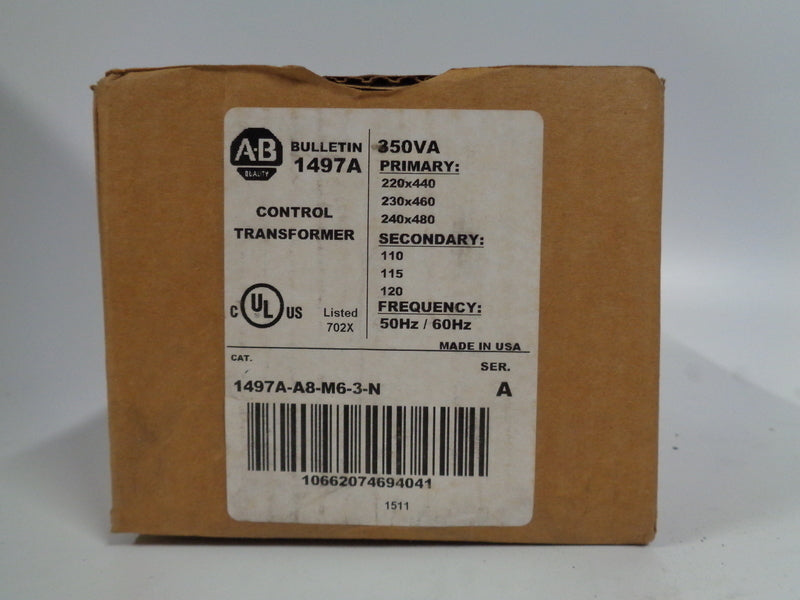 A·B
QUALITY
BULLETIN
1497A
CONTROL
TRANSFORMER
C UL US
Listed
702X
350VA
PRIMARY:
220x440
230x460
240x480
SECONDARY:
110
115
120
FREQUENCY:
50Hz / 60Hz
MADE IN USA
CAT.
SER.
1497A-A8-M6-3-N
A
10662074694041
1511